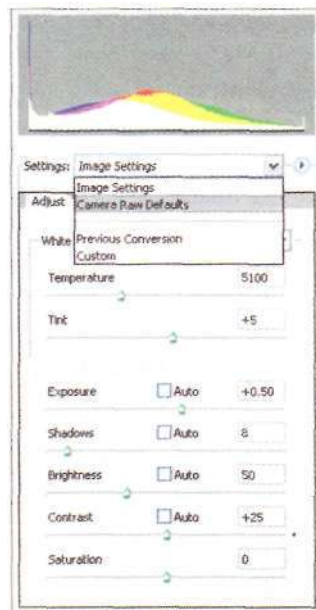 Settings: Image Settings
Image Settings
Adjust Camera Raw Defaults
White Previous Conversion
Custom
Temperature 5100
Tint +5
Exposure Auto +0.50
Shadows Auto 8
Brightness Auto 50
Contrast Auto +25
Saturation 0